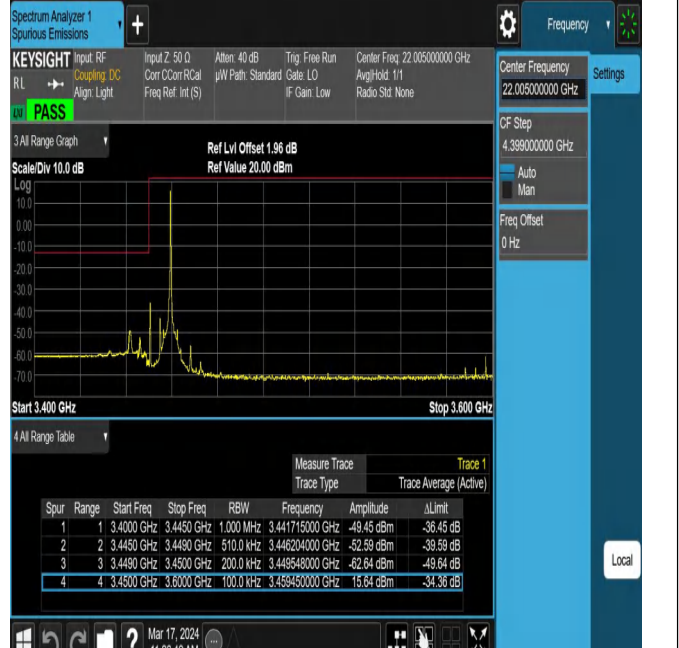 Spectrum Analyzer 1
Spurious Emissions
+
Frequency
KEYSIGHT Input: RF Input Z: 50 Ω Atten: 40 dB Trig: Free Run Center Freq: 22.005000000 GHz
RL Coupling: DC Corr CCorr RCal µW Path: Standard Gate: LO Avg|Hold: 1/1
Align: Light Freq Ref: Int (S) IF Gain: Low Radio Std: None
PASS
Center Frequency
22.005000000 GHz
Settings
CF Step
4.399000000 GHz
Auto
Man
Freq Offset
0 Hz
3 All Range Graph
Ref Lvl Offset 1.96 dB
Scale/Div 10.0 dB Ref Value 20.00 dBm
Log
10.0
0.00
-10.0
-20.0
-30.0
-40.0
-50.0
-60.0
-70.0
Start 3.400 GHz Stop 3.600 GHz
4 All Range Table
Measure Trace Trace 1
Trace Type Trace Average (Active)
Spur Range Start Freq Stop Freq RBW Frequency Amplitude ΔLimit
1 1 3.4000 GHz 3.4450 GHz 1.000 MHz 3.441715000 GHz -49.45 dBm -36.45 dB
2 2 3.4450 GHz 3.4490 GHz 510.0 kHz 3.446204000 GHz -52.59 dBm -39.59 dB
3 3 3.4490 GHz 3.4500 GHz 200.0 kHz 3.449548000 GHz -62.64 dBm -49.64 dB
4 4 3.4500 GHz 3.6000 GHz 100.0 kHz 3.459450000 GHz 15.64 dBm -34.36 dB
Local
?
Mar 17, 2024